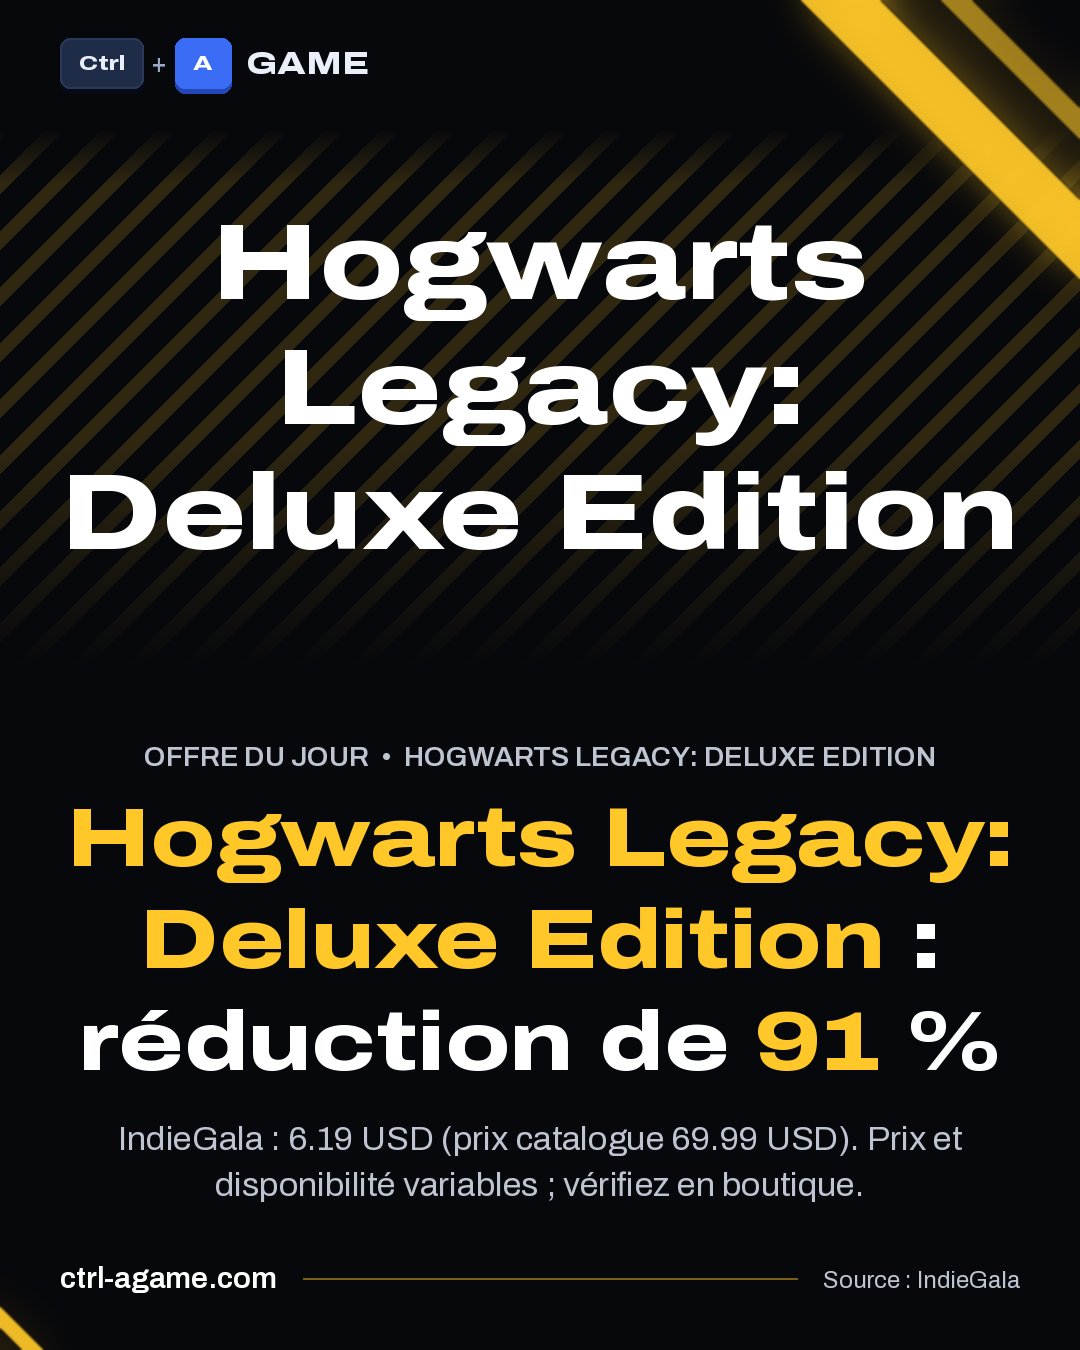 Ctrl + A GAME
Hogwarts
Legacy:
Deluxe Edition
OFFRE DU JOUR • HOGWARTS LEGACY: DELUXE EDITION
Hogwarts Legacy:
Deluxe Edition :
réduction de 91 %
IndieGala : 6.19 USD (prix catalogue 69.99 USD). Prix et
disponibilité variables ; vérifiez en boutique.
ctrl-agame.com
Source : IndieGala